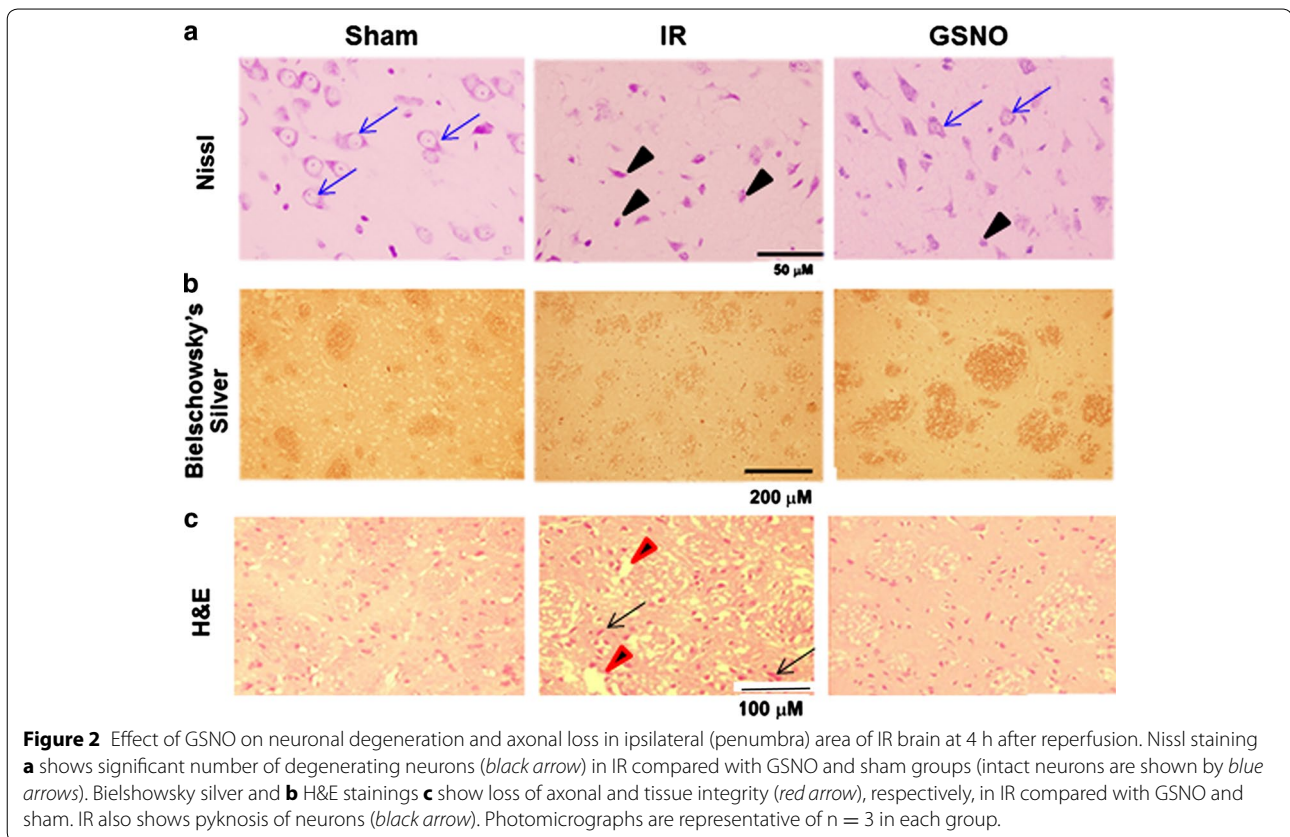 a
Sham IR GSNO
Nissl
50 μM
b
Bielschowsky's
Silver
200 μM
c
H&E
100 μM
Figure 2 Effect of GSNO on neuronal degeneration and axonal loss in ipsilateral (penumbra) area of IR brain at 4 h after reperfusion. Nissl staining
a shows significant number of degenerating neurons (black arrow) in IR compared with GSNO and sham groups (intact neurons are shown by blue
arrows). Bielshowsky silver and b H&E stainings c show loss of axonal and tissue integrity (red arrow), respectively, in IR compared with GSNO and
sham. IR also shows pyknosis of neurons (black arrow). Photomicrographs are representative of n = 3 in each group.